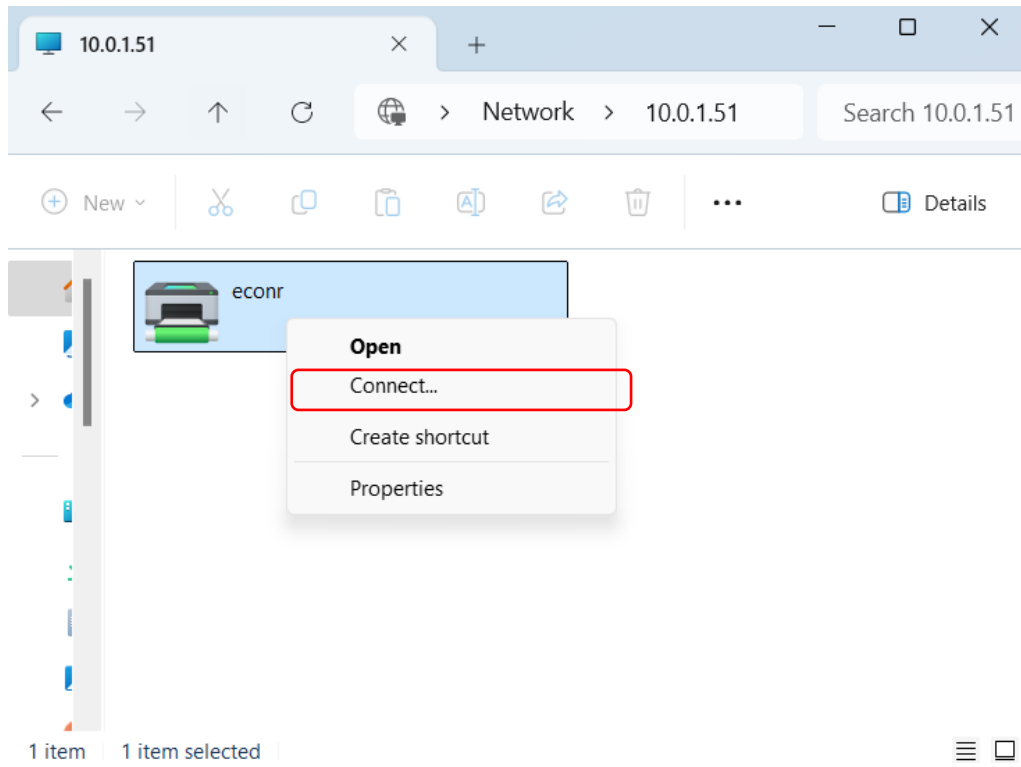 10.0.1.51
Network > 10.0.1.51
Search 10.0.1.51
New
Details
econr
Open
Connect...
Create shortcut
Properties
1 item
1 item selected